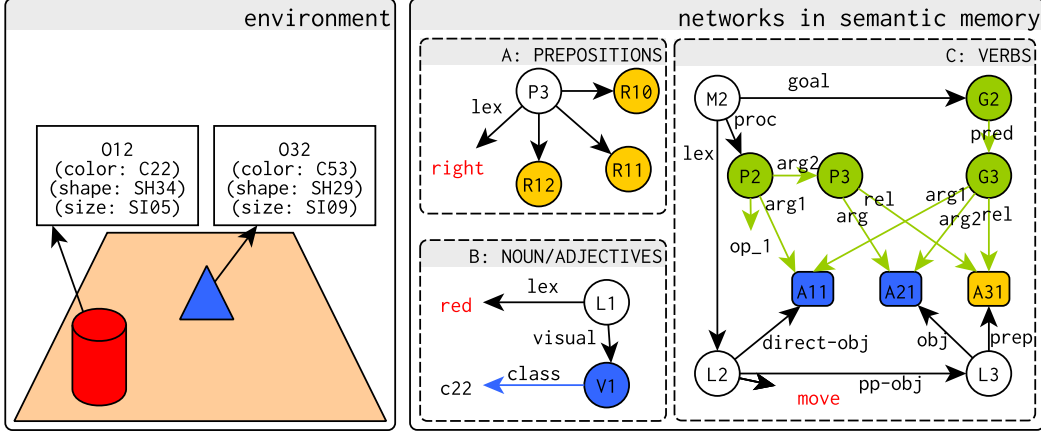 environment
O12
(color: C22)
(shape: SH34)
(size: SI05)
O32
(color: C53)
(shape: SH29)
(size: SI09)
networks in semantic memory
A: PREPOSITIONS
P3
R10
lex
right
R12
R11
B: NOUN/ADJECTIVES
lex
red
L1
visual
class
c22
V1
C: VERBS
goal
M2
G2
proc
pred
lex
arg2
P2
P3
G3
arg1
rel
arg1
arg
arg2
rel
op_1
A11
A21
A31
direct-obj
obj
prep
L2
L3
pp-obj
move